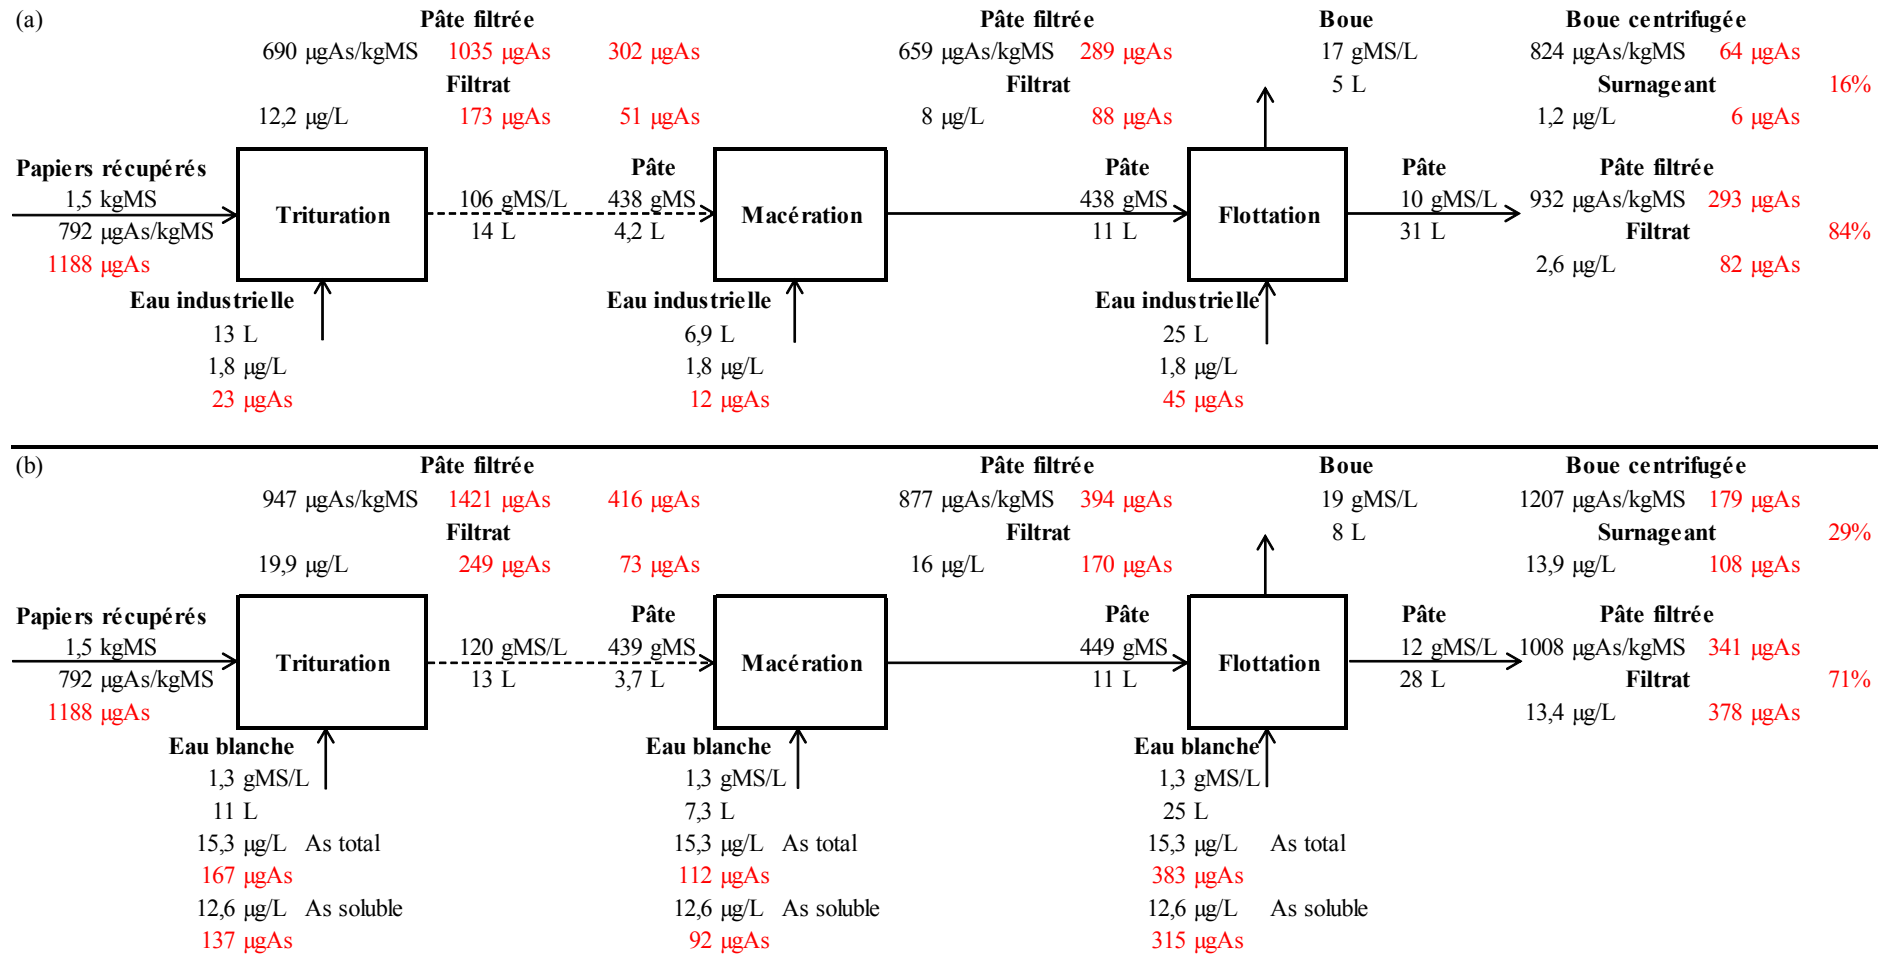 (a)
Pâte filtrée Pâte filtrée Boue Boue centrifugée
690 µgAs/kgMS 1035 µgAs 302 µgAs 659 µgAs/kgMS 289 µgAs 17 gMS/L 824 µgAs/kgMS 64 µgAs
Filtrat Filtrat 5 L Surnageant 16%
12,2 µg/L 173 µgAs 51 µgAs 8 µg/L 88 µgAs 1,2 µg/L 6 µgAs
Papiers récupérés Pâte Pâte Pâte Pâte filtrée
1,5 kgMS 106 gMS/L 438 gMS 438 gMS 10 gMS/L 932 µgAs/kgMS 293 µgAs
Trituration Macération Flottation
792 µgAs/kgMS 14 L 4,2 L 11 L 31 L Filtrat 84%
1188 µgAs 2,6 µg/L 82 µgAs
Eau industrielle Eau industrielle Eau industrielle
13 L 6,9 L 25 L
1,8 µg/L 1,8 µg/L 1,8 µg/L
23 µgAs 12 µgAs 45 µgAs
(b)
Pâte filtrée Pâte filtrée Boue Boue centrifugée
947 µgAs/kgMS 1421 µgAs 416 µgAs 877 µgAs/kgMS 394 µgAs 19 gMS/L 1207 µgAs/kgMS 179 µgAs
Filtrat Filtrat 8 L Surnageant 29%
19,9 µg/L 249 µgAs 73 µgAs 16 µg/L 170 µgAs 13,9 µg/L 108 µgAs
Papiers récupérés Pâte Pâte Pâte Pâte filtrée
1,5 kgMS 120 gMS/L 439 gMS 449 gMS 12 gMS/L 1008 µgAs/kgMS 341 µgAs
Trituration Macération Flottation
792 µgAs/kgMS 13 L 3,7 L 11 L 28 L Filtrat 71%
1188 µgAs 13,4 µg/L 378 µgAs
Eau blanche Eau blanche Eau blanche
1,3 gMS/L 1,3 gMS/L 1,3 gMS/L
11 L 7,3 L 25 L
15,3 µg/L As total 15,3 µg/L As total 15,3 µg/L As total
167 µgAs 112 µgAs 383 µgAs
12,6 µg/L As soluble 12,6 µg/L As soluble 12,6 µg/L As soluble
137 µgAs 92 µgAs 315 µgAs